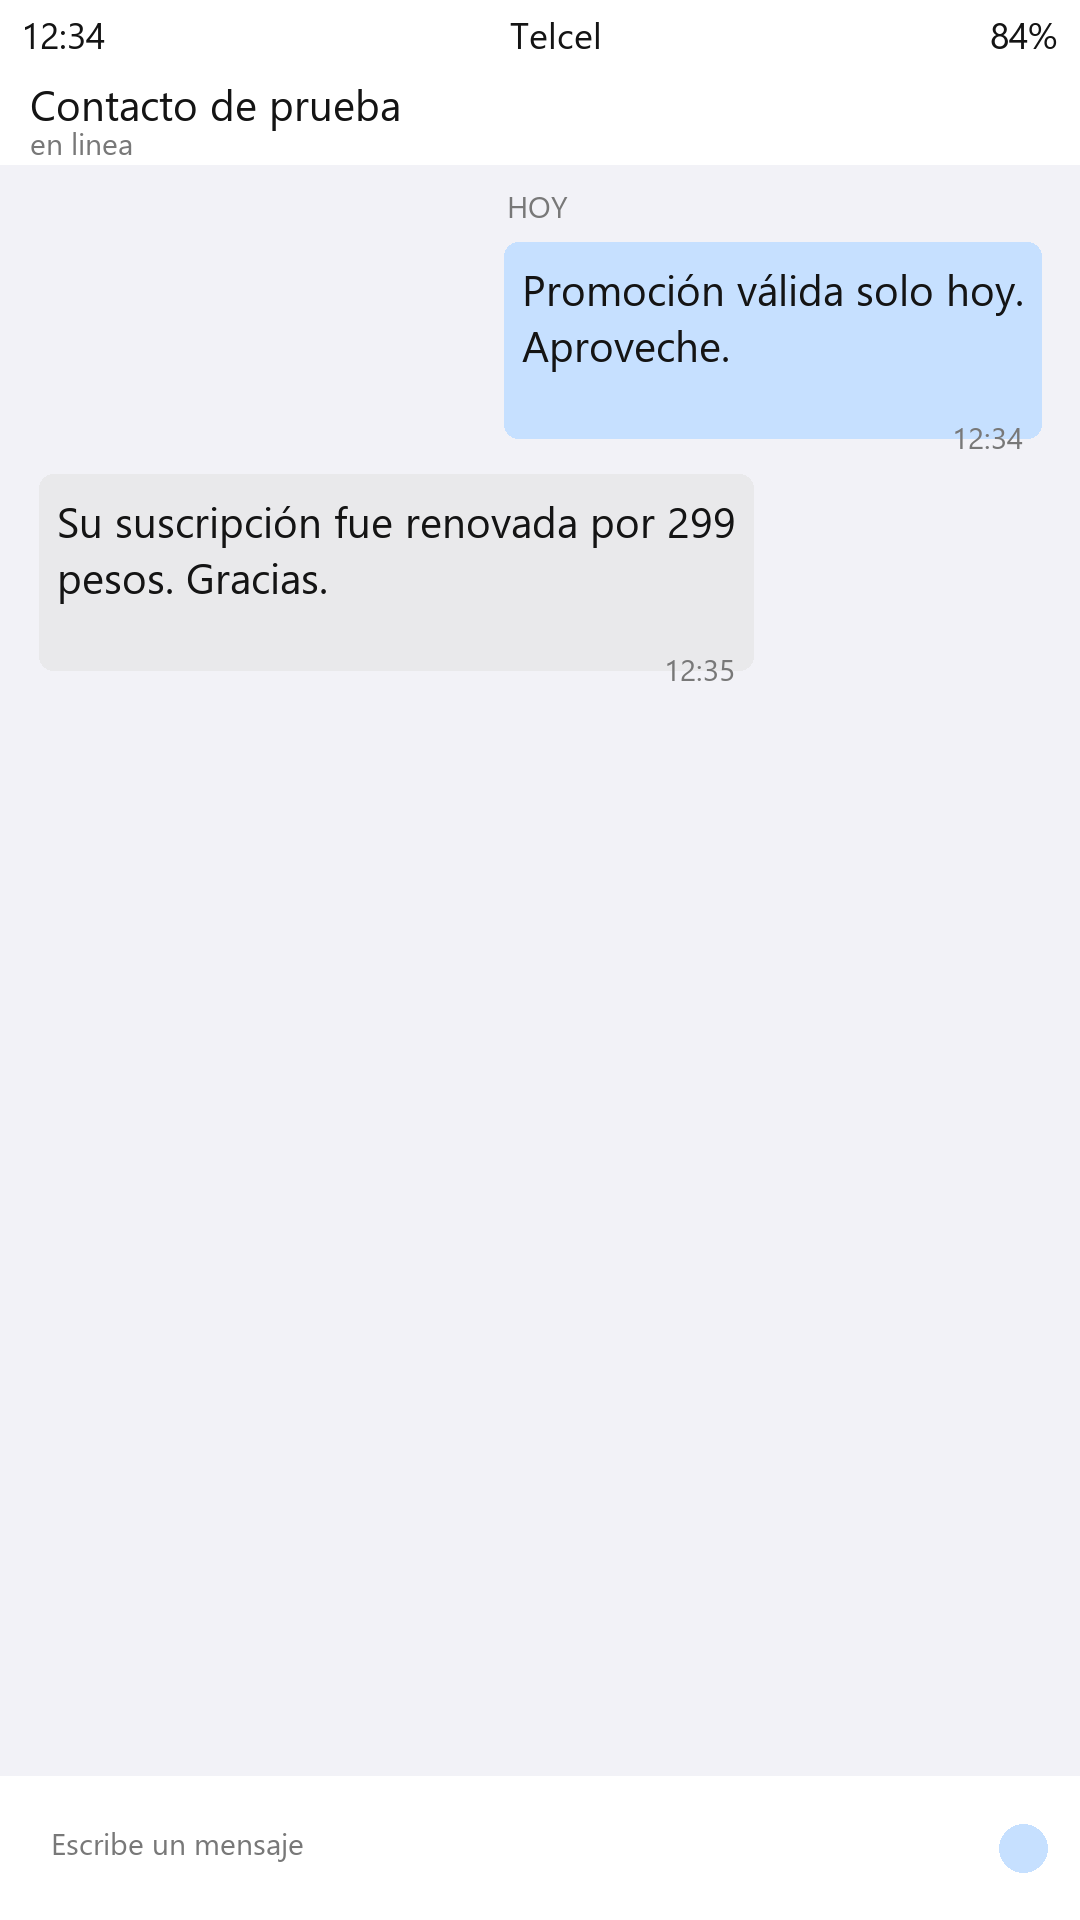 12:34 Telcel 84%
Contacto de prueba
en linea
HOY
Promoción válida solo hoy.
Aproveche.
12:34
Su suscripción fue renovada por 299
pesos. Gracias.
12:35
Escribe un mensaje